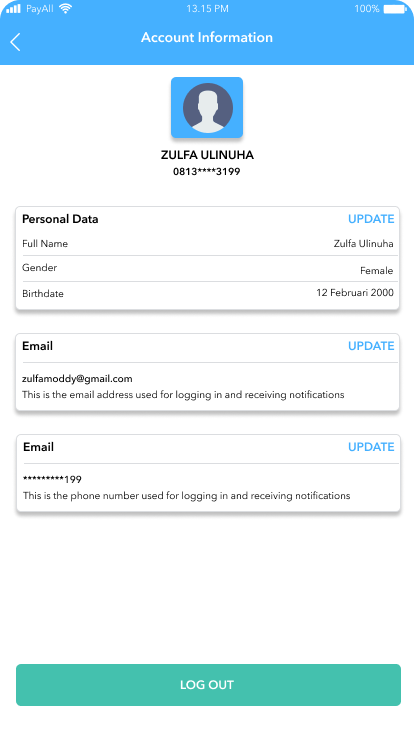 PayAll 13.15 PM 100%
Account Information
ZULFA ULINUHA
0813****3199
Personal Data UPDATE
Full Name Zulfa Ulinuha
Gender Female
Birthdate 12 Februari 2000
Email UPDATE
zulfamoddy@gmail.com
This is the email address used for logging in and receiving notifications
Email UPDATE
*********199
This is the phone number used for logging in and receiving notifications
LOG OUT